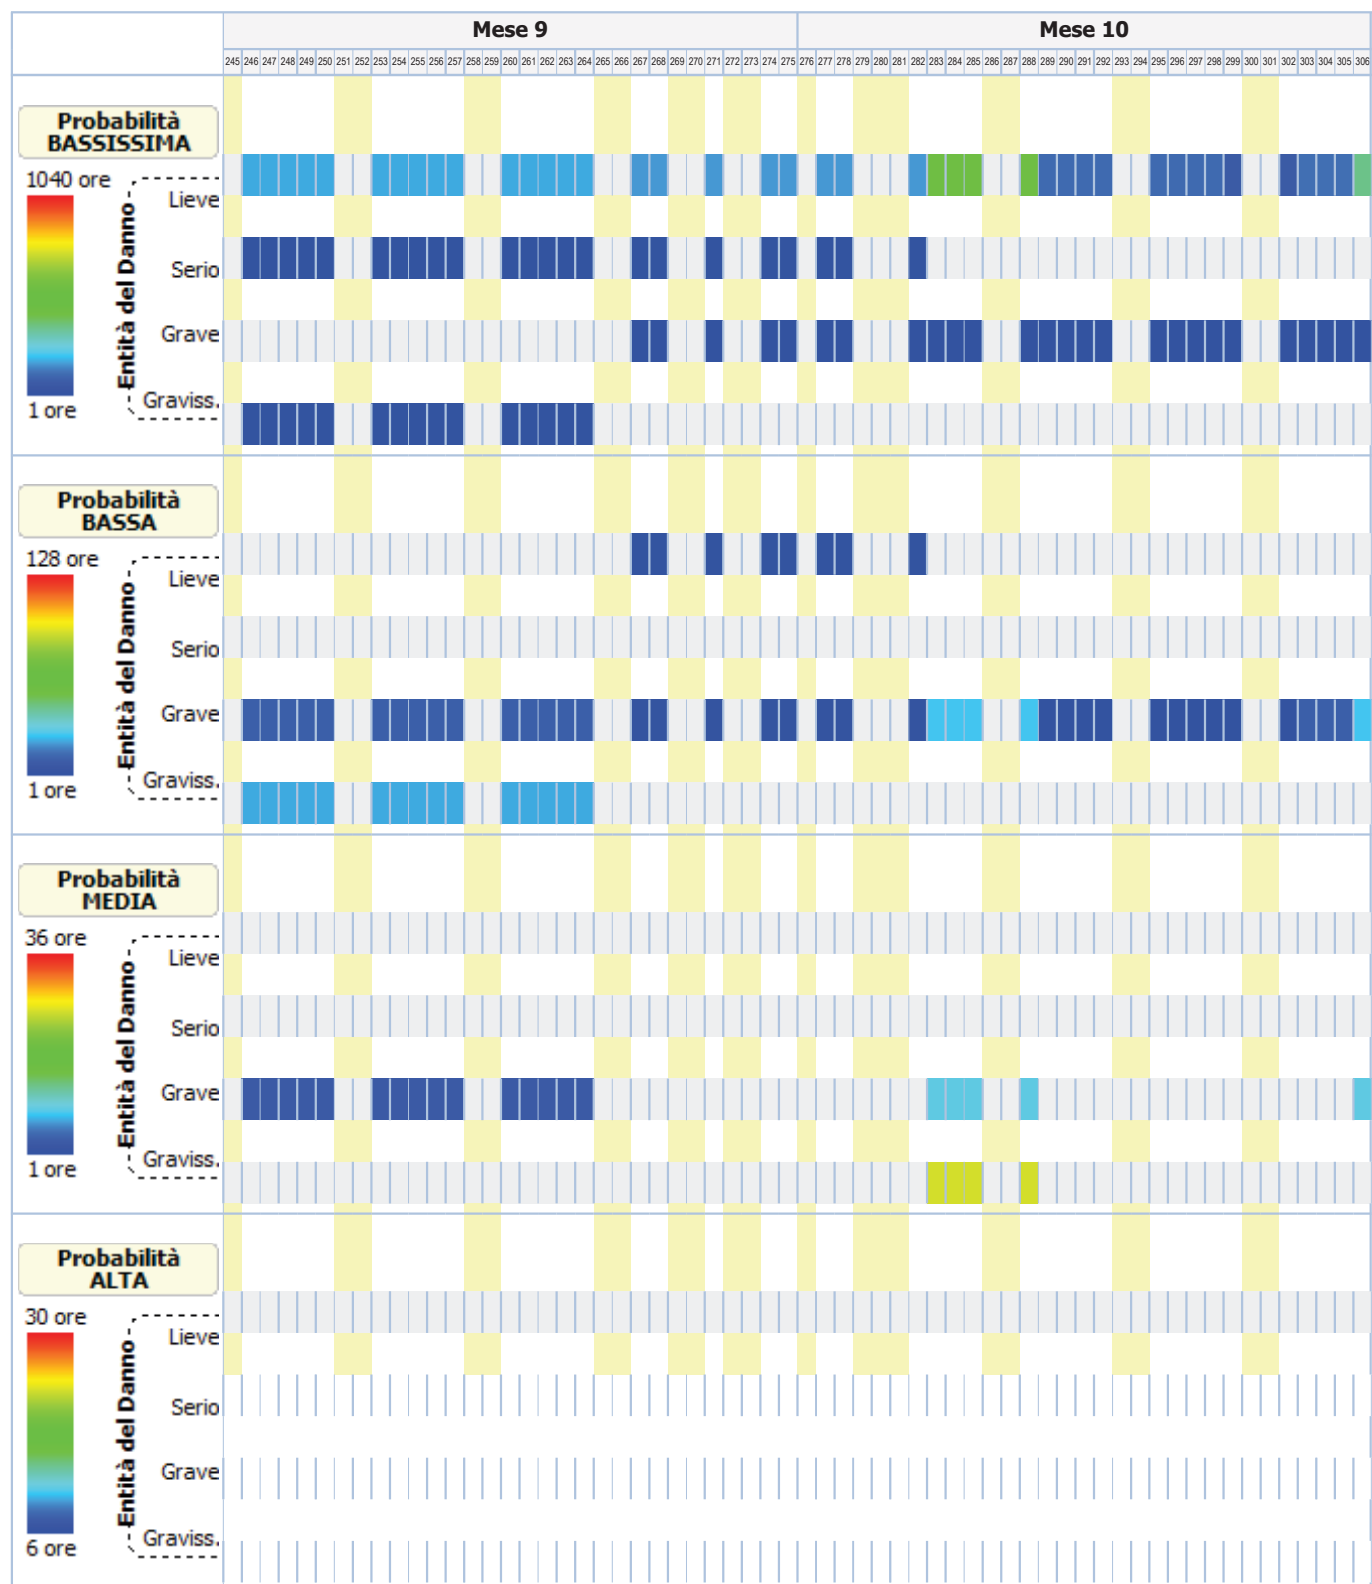 Mese 9 Mese 10
245 246 247 248 249 250 251 252 253 254 255 256 257 258 259 260 261 262 263 264 265 266 267 268 269 270 271 272 273 274 275 276 277 278 279 280 281 282 283 284 285 286 287 288 289 290 291 292 293 294 295 296 297 298 299 300 301 302 303 304 305 306
Probabilità
BASSISSIMA
1040 ore
Entità del Danno
Lieve
Serio
Grave
Graviss.
1 ore
Probabilità
BASSA
128 ore
Entità del Danno
Lieve
Serio
Grave
Graviss.
1 ore
Probabilità
MEDIA
36 ore
Entità del Danno
Lieve
Serio
Grave
Graviss.
1 ore
Probabilità
ALTA
30 ore
Entità del Danno
Lieve
Serio
Grave
Graviss.
6 ore